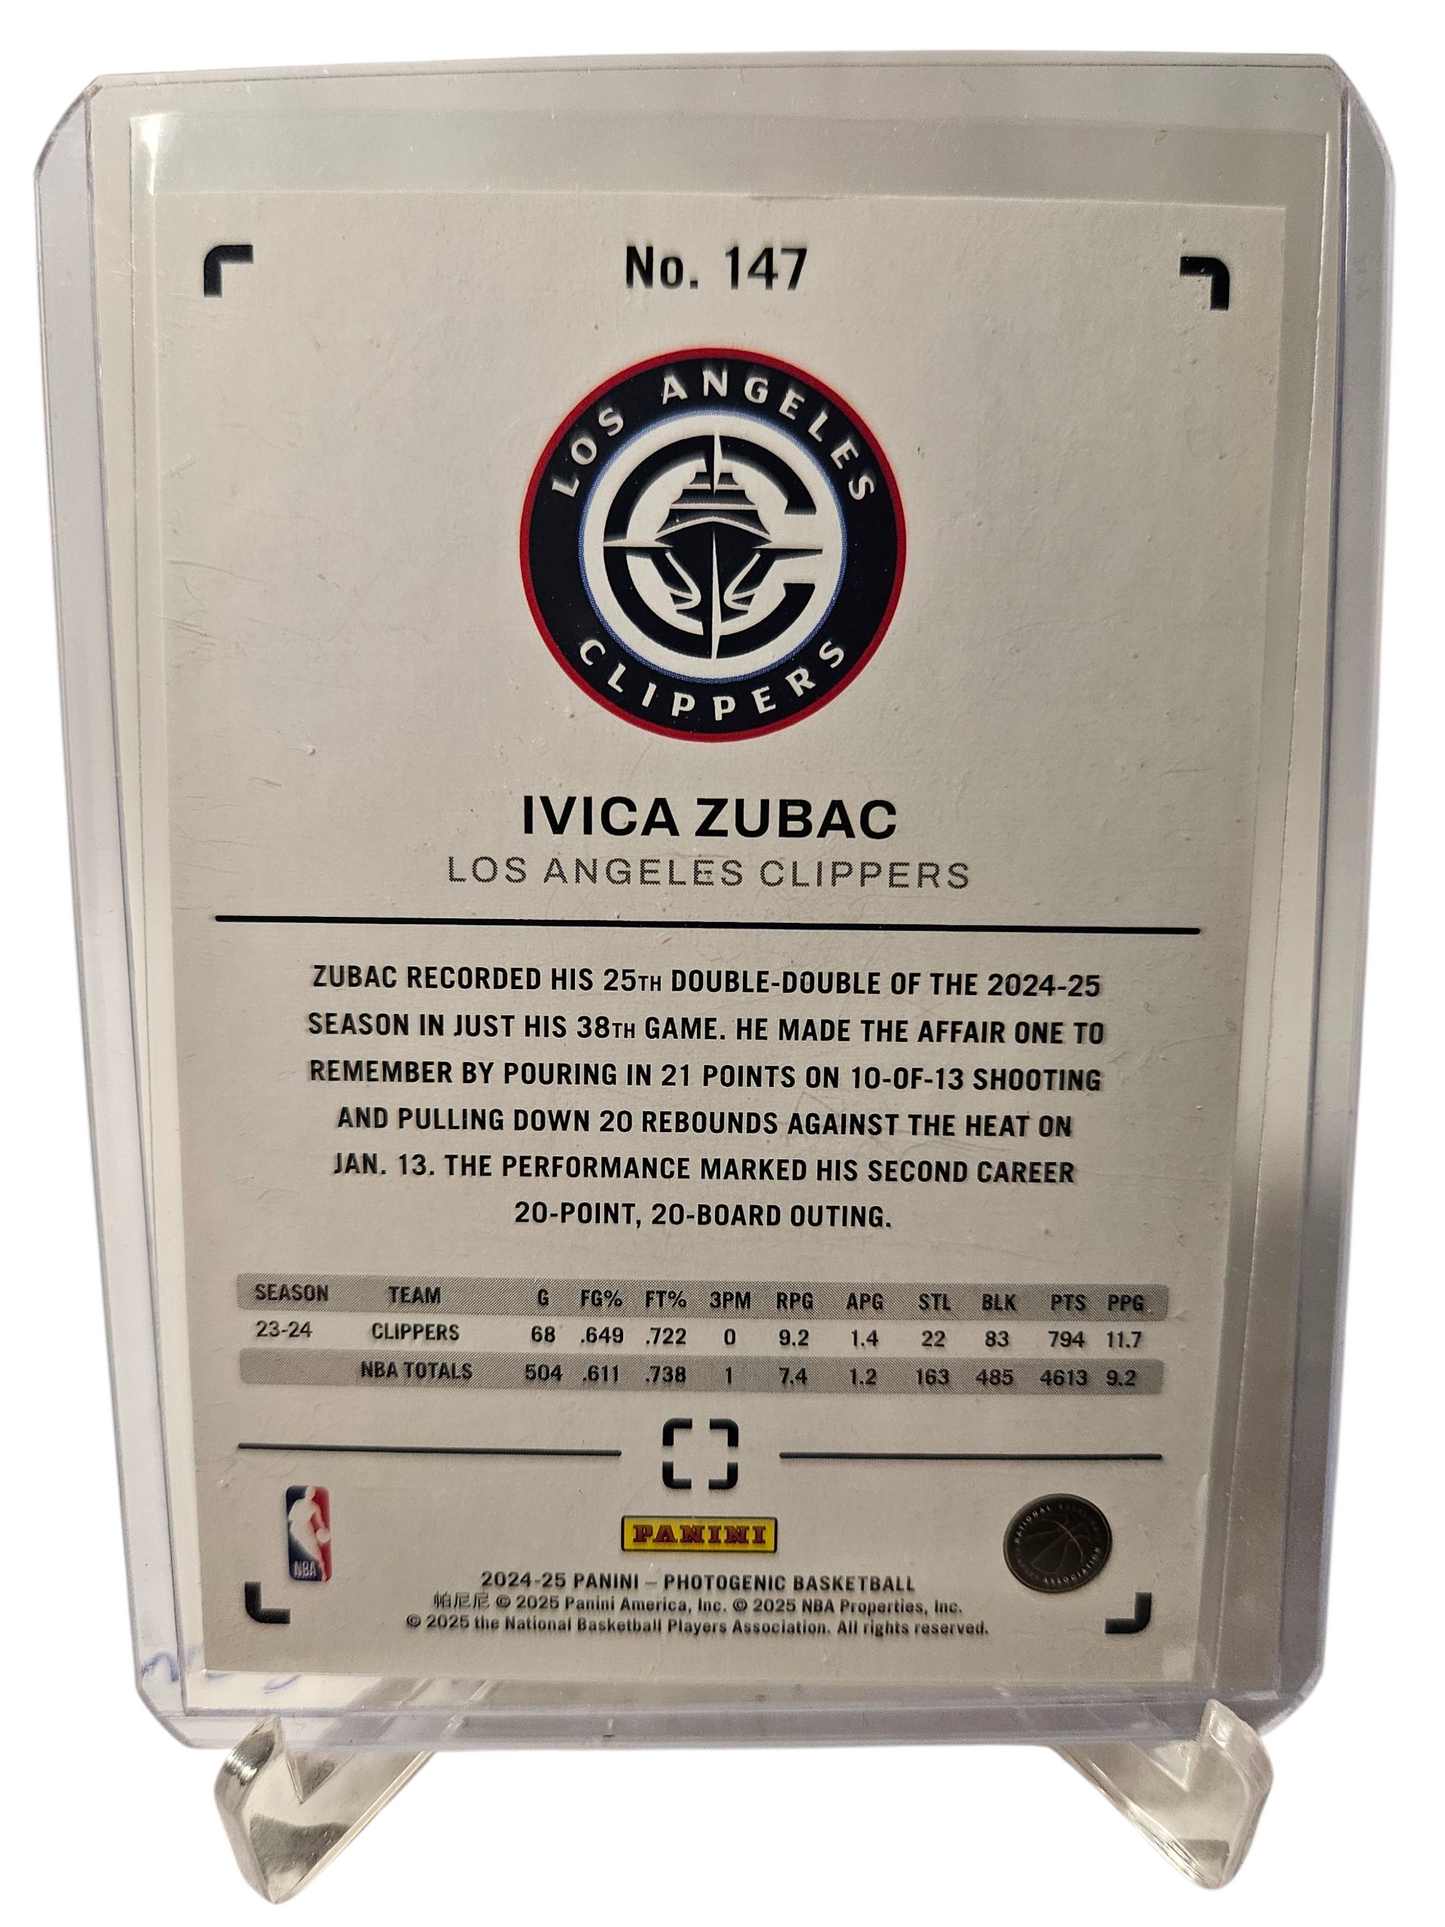 No. 147
LOS ANGELES
CLIPPERS
IVICA ZUBAC
LOS ANGELES CLIPPERS
ZUBAC RECORDED HIS 25TH DOUBLE-DOUBLE OF THE 2024-25
SEASON IN JUST HIS 38TH GAME. HE MADE THE AFFAIR ONE TO
REMEMBER BY POURING IN 21 POINTS ON 10-OF-13 SHOOTING
AND PULLING DOWN 20 REBOUNDS AGAINST THE HEAT ON
JAN. 13. THE PERFORMANCE MARKED HIS SECOND CAREER
20-POINT, 20-BOARD OUTING.
SEASON TEAM G FG% FT% 3PM RPG APG STL BLK PTS PPG
23-24 CLIPPERS 68 .649 .722 0 9.2 1.4 22 83 794 11.7
NBA TOTALS 504 .611 .738 1 7.4 1.2 163 485 4613 9.2
NBA
PANINI
NATIONAL BASKETBALL
PLAYERS ASSOCIATION
2024-25 PANINI – PHOTOGENIC BASKETBALL
帕尼尼 © 2025 Panini America, Inc. © 2025 NBA Properties, Inc.
© 2025 the National Basketball Players Association. All rights reserved.